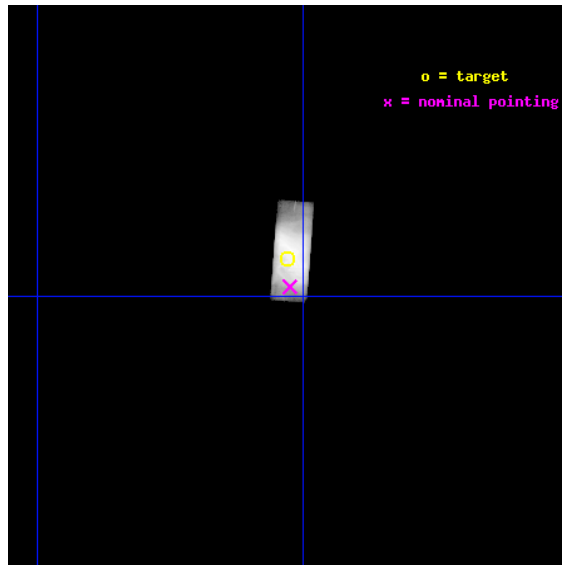 o = target
x = nominal pointing